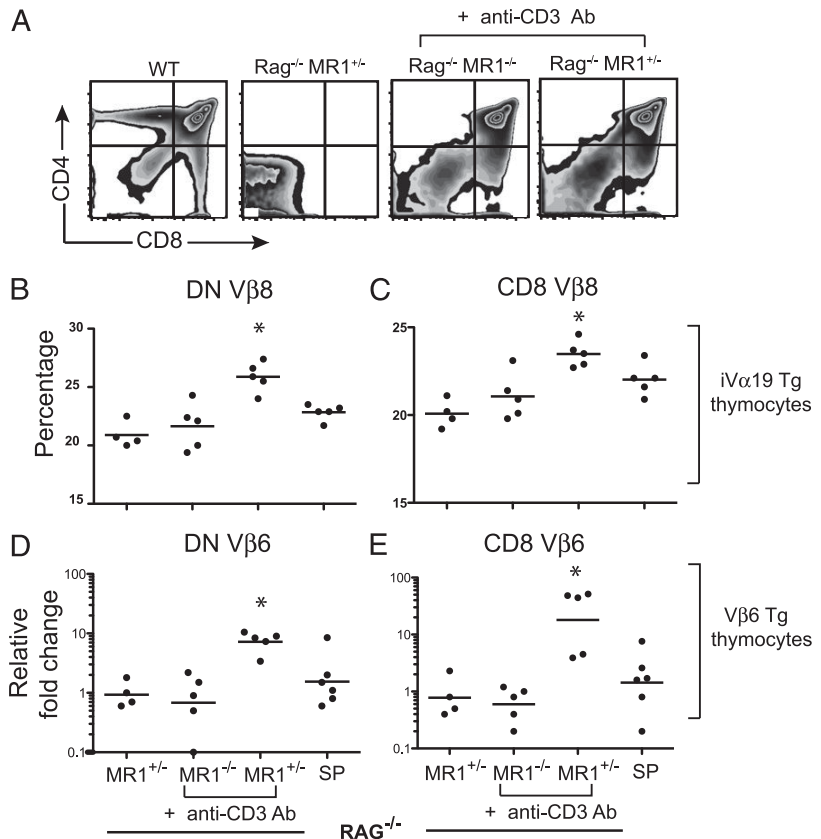 A
+ anti-CD3 Ab
WT
Rag-/- MR1+/-
Rag-/- MR1-/-
Rag-/- MR1+/-
CD4
CD8
B
DN Vβ8
C
CD8 Vβ8
Percentage
30
25
20
15
*
25
20
15
*
iVα19 Tg
thymocytes
D
DN Vβ6
E
CD8 Vβ6
Relative
fold change
100
10
1
0.1
*
100
10
1
0.1
*
Vβ6 Tg
thymocytes
MR1+/-
MR1-/-
MR1+/-
SP
MR1+/-
MR1-/-
MR1+/-
SP
+ anti-CD3 Ab
+ anti-CD3 Ab
RAG-/-